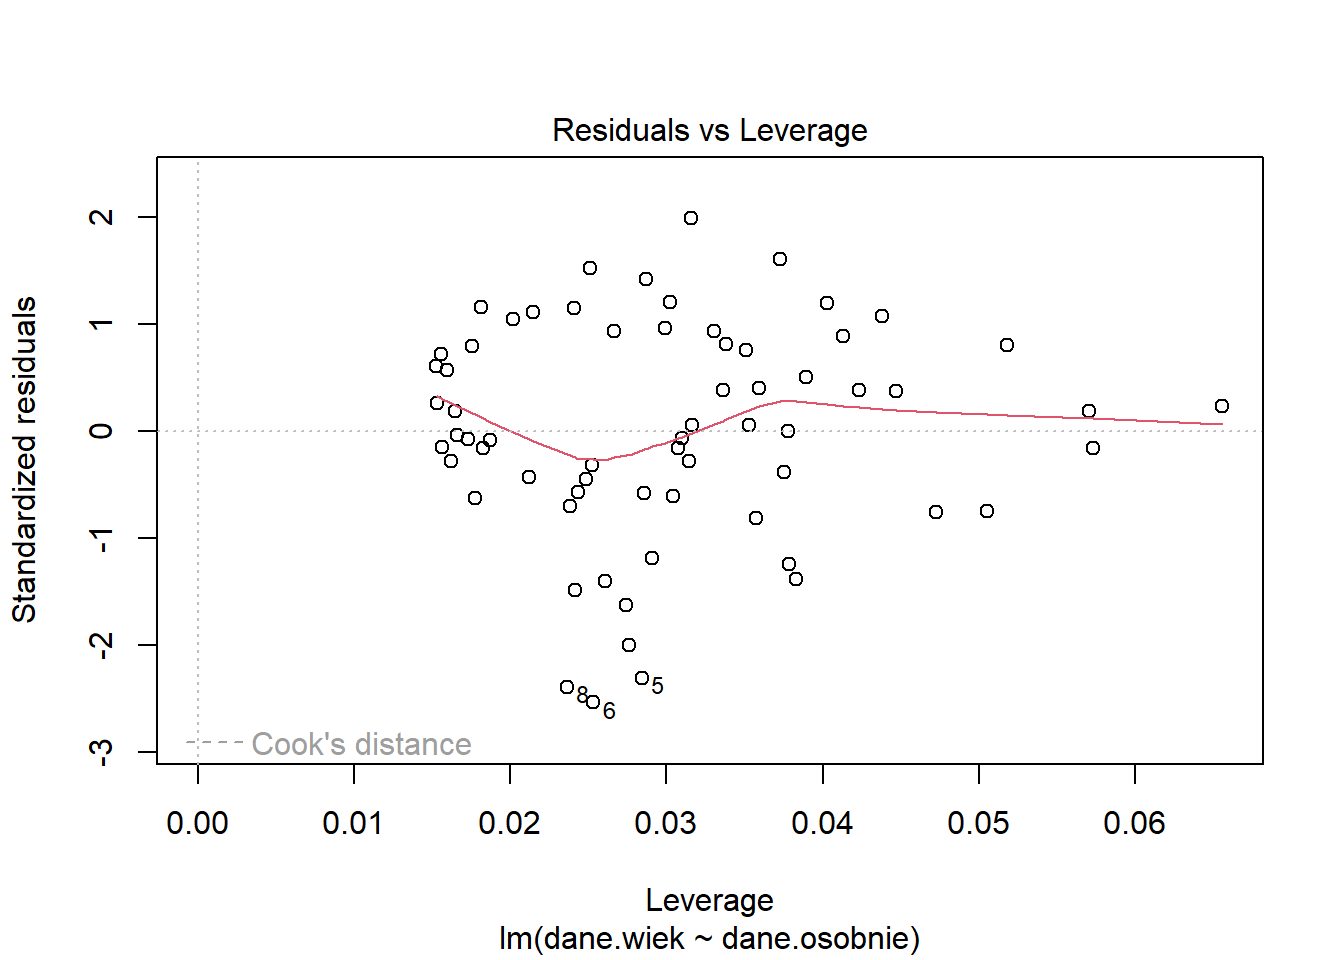 Residuals vs Leverage
Standardized residuals
2
1
0
-1
-2
-3
8
6
5
Cook's distance
0.00 0.01 0.02 0.03 0.04 0.05 0.06
Leverage
lm(dane.wiek ~ dane.osobnie)